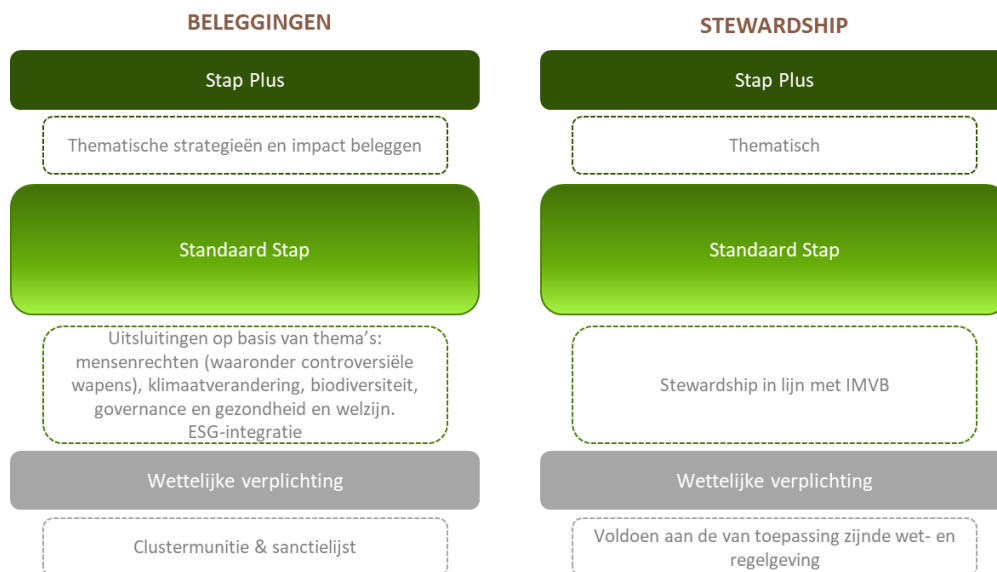 BELEGGINGEN
Stap Plus
Thematische strategieën en impact beleggen
Standaard Stap
Uitsluitingen op basis van thema's:
mensenrechten (waaronder controversiële
wapens), klimaatverandering, biodiversiteit,
governance en gezondheid en welzijn.
ESG-integratie
Wettelijke verplichting
Clustermunitie & sanctielijst
STEWARDSHIP
Stap Plus
Thematisch
Standaard Stap
Stewardship in lijn met IMVB
Wettelijke verplichting
Voldoen aan de van toepassing zijnde wet- en
regelgeving